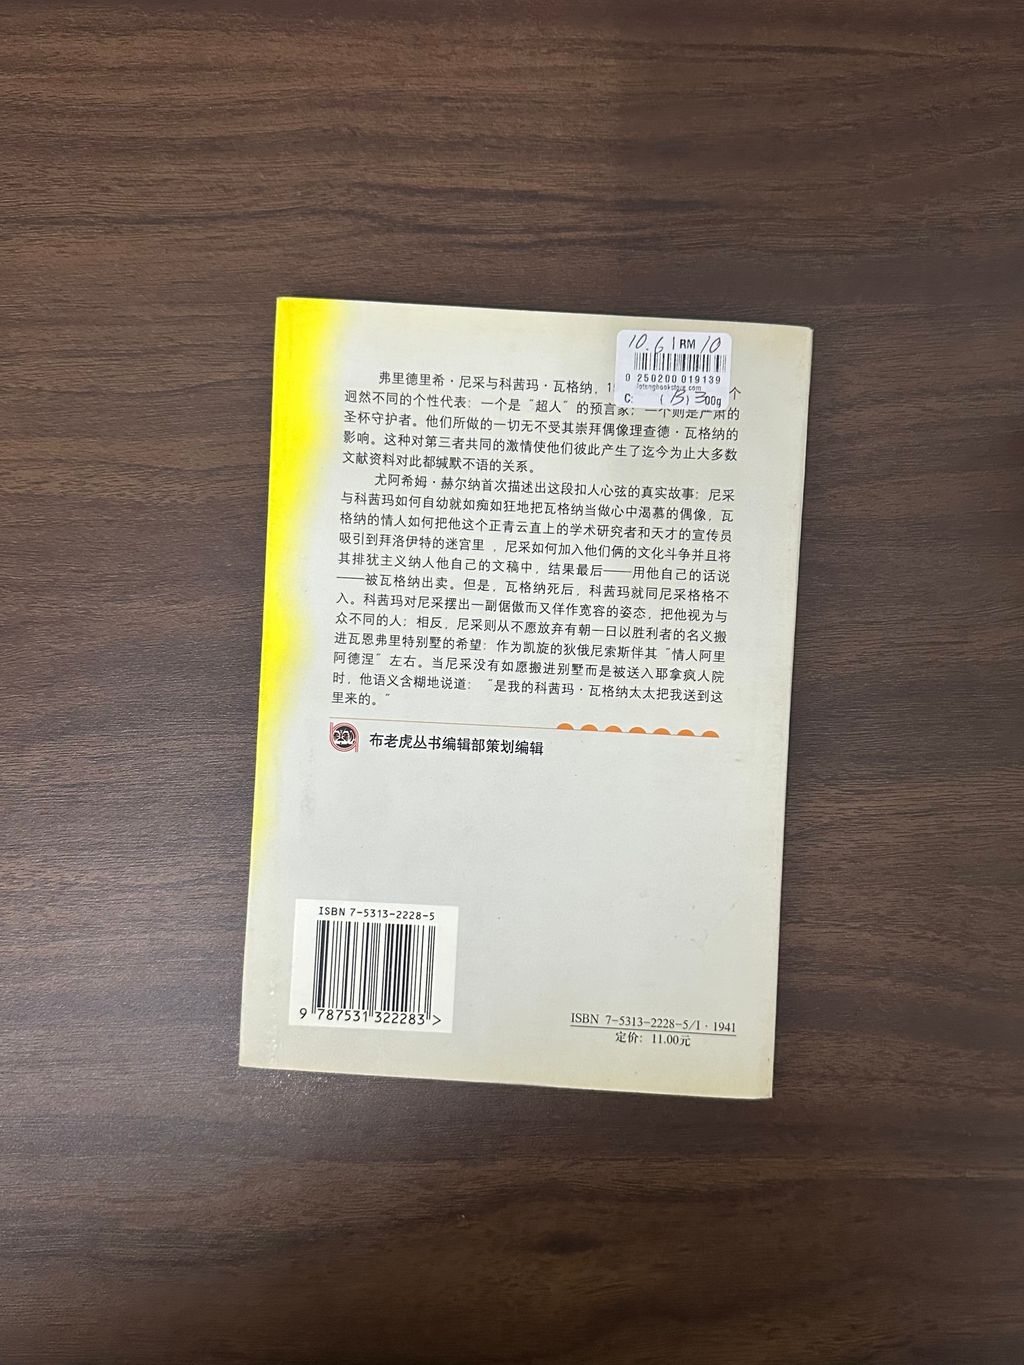 10.6 RM 10
0 250200 019139
C: (B) 3 00g
弗里德里希·尼采与科茜玛·瓦格纳，1 个
迥然不同的个性代表：一个是“超人”的预言家；一个则是严肃的
圣杯守护者。他们所做的一切无不受其崇拜偶像理查德·瓦格纳的
影响。这种对第三者共同的激情使他们彼此产生了迄今为止大多数
文献资料对此都缄默不语的关系。
尤阿希姆·赫尔纳首次描述出这段扣人心弦的真实故事：尼采
与科茜玛如何自幼就如痴如狂地把瓦格纳当做心中渴慕的偶像，瓦
格纳的情人如何把他这个正青云直上的学术研究者和天才的宣传员
吸引到拜洛伊特的迷宫里，尼采如何加入他们俩的文化斗争并且将
其排犹主义纳人他自己的文稿中，结果最后——用他自己的话说
——被瓦格纳出卖。但是，瓦格纳死后，科茜玛就同尼采格格不
入。科茜玛对尼采摆出一副倨傲而又佯作宽容的姿态，把他视为与
众不同的人；相反，尼采则从不愿放弃有朝一日以胜利者的名义搬
进瓦恩弗里特别墅的希望：作为凯旋的狄俄尼索斯伴其“情人阿里
阿德涅”左右。当尼采没有如愿搬进别墅而是被送入耶拿疯人院
时，他语义含糊地说道：“是我的科茜玛·瓦格纳太太把我送到这
里来的。”
布老虎丛书编辑部策划编辑
ISBN 7-5313-2228-5
9 787531 322283 >
ISBN 7-5313-2228-5/I·1941
定价：11.00元